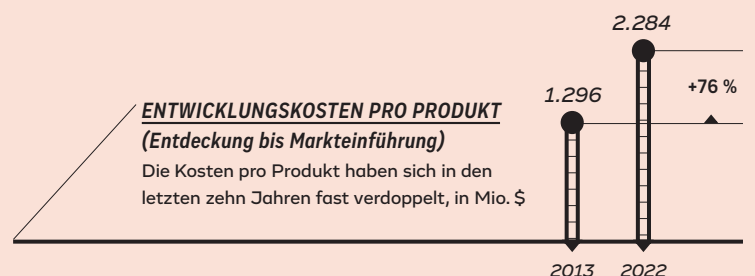 2.284
+76 %
1.296
ENTWICKLUNGSKOSTEN PRO PRODUKT
(Entdeckung bis Markteinführung)
Die Kosten pro Produkt haben sich in den
letzten zehn Jahren fast verdoppelt, in Mio. $
2013 2022